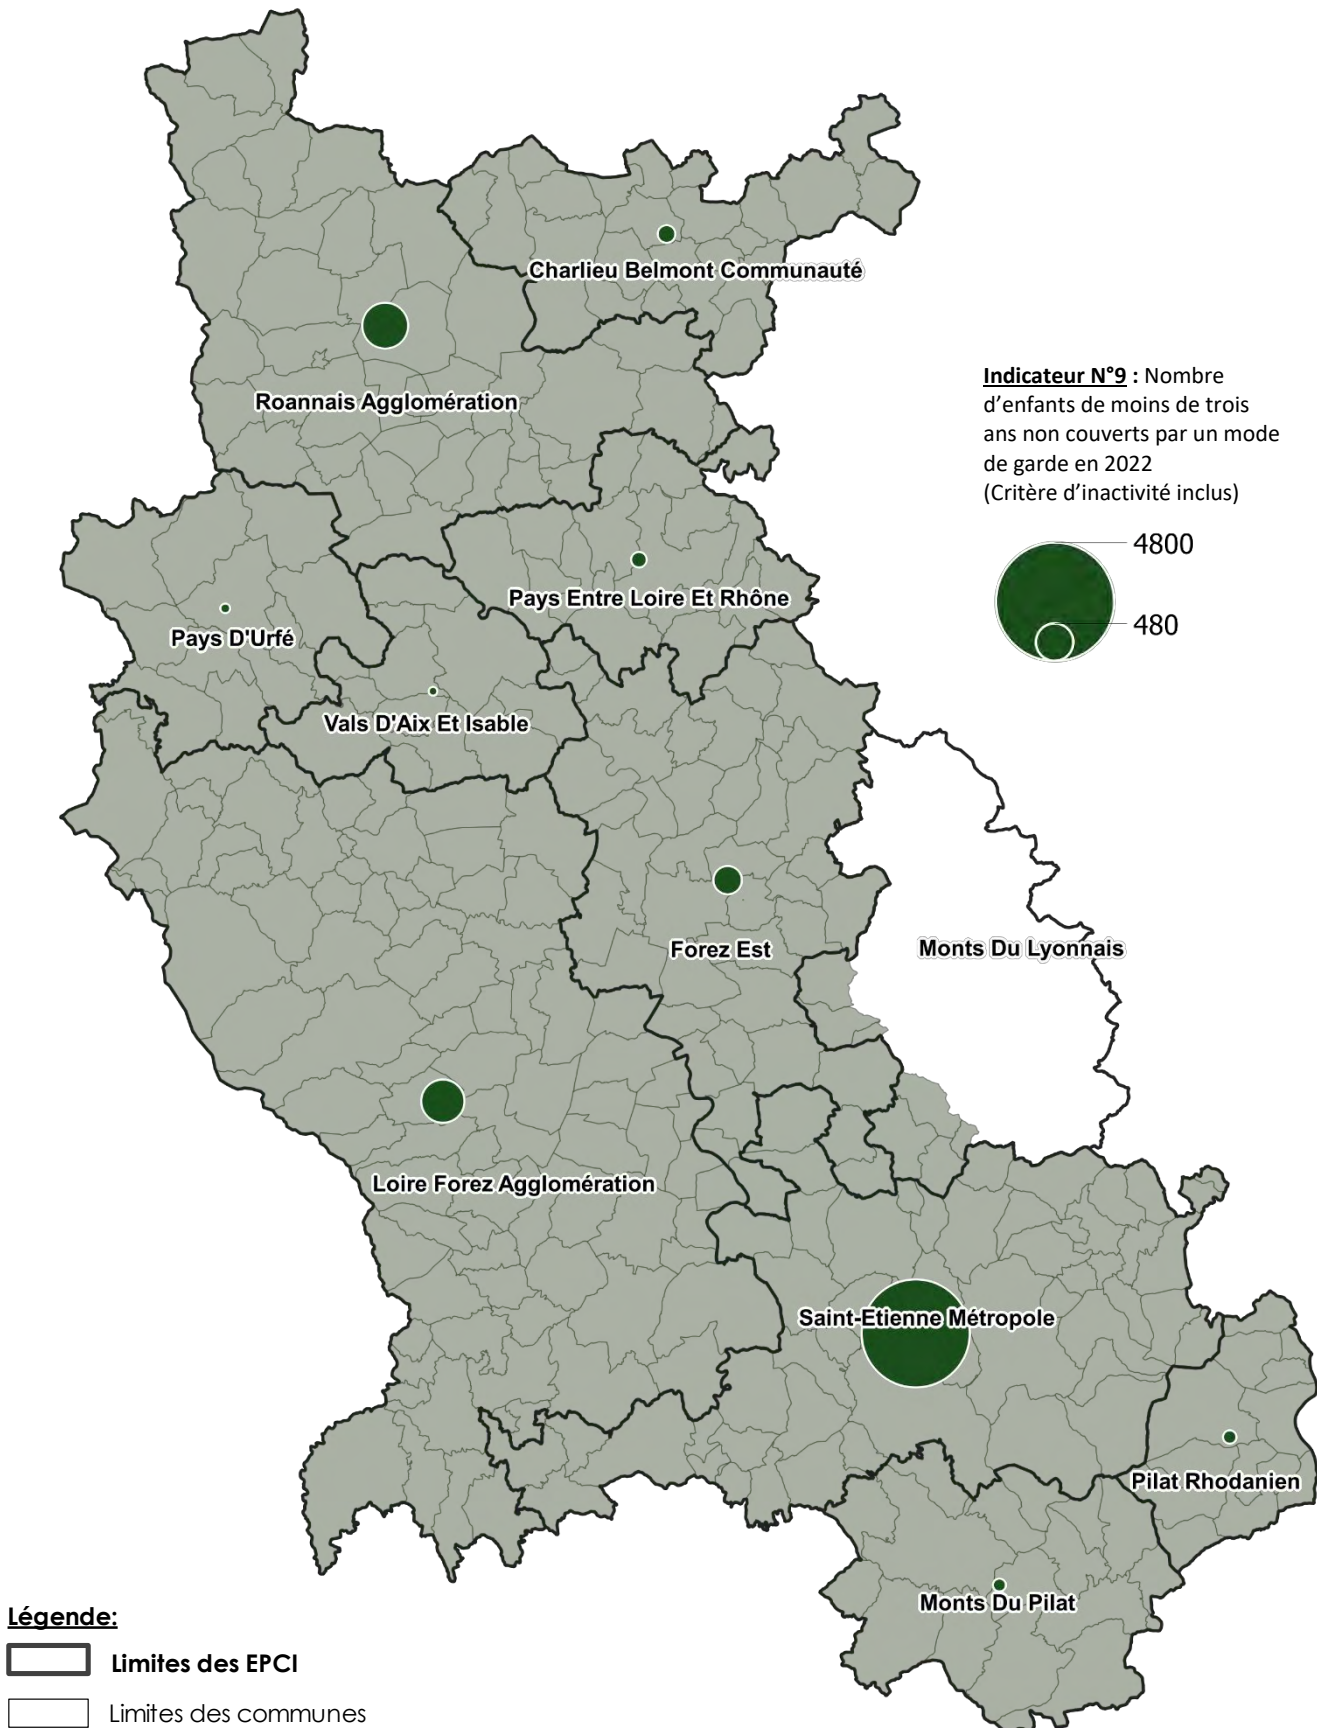 Charlieu Belmont Communauté
Roannais Agglomération
Indicateur N°9 : Nombre
d’enfants de moins de trois
ans non couverts par un mode
de garde en 2022
(Critère d’inactivité inclus)
4800
480
Pays Entre Loire Et Rhône
Pays D'Urfé
Vals D'Aix Et Isable
Forez Est
Monts Du Lyonnais
Loire Forez Agglomération
Saint-Etienne Métropole
Pilat Rhodanien
Monts Du Pilat
Légende:
Limites des EPCI
Limites des communes